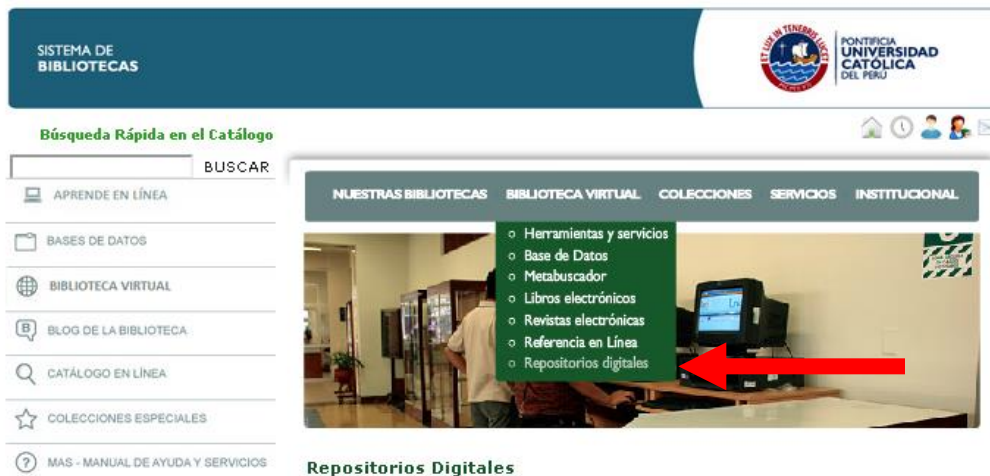 SISTEMA DE
BIBLIOTECAS
PONTIFICIA
UNIVERSIDAD
CATÓLICA
DEL PERÚ
ET LUX IN TENEBRIS LUCET
Búsqueda Rápida en el Catálogo
BUSCAR
APRENDE EN LÍNEA
BASES DE DATOS
BIBLIOTECA VIRTUAL
BLOG DE LA BIBLIOTECA
CATÁLOGO EN LÍNEA
COLECCIONES ESPECIALES
MAS - MANUAL DE AYUDA Y SERVICIOS
NUESTRAS BIBLIOTECAS BIBLIOTECA VIRTUAL COLECCIONES SERVICIOS INSTITUCIONAL
Herramientas y servicios
Base de Datos
Metabuscador
Libros electrónicos
Revistas electrónicas
Referencia en Línea
Repositorios digitales
Repositorios Digitales